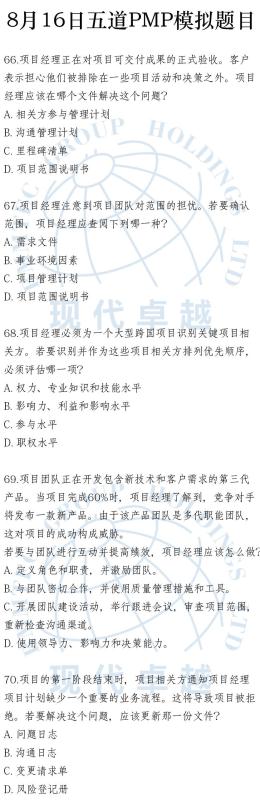 8月16日五道PMP模拟题目
66.项目经理正在对项目可交付成果的正式验收。客户
表示担心他们被排除在一些项目活动和决策之外。项目
经理应该在哪个文件解决这个问题？
A. 相关方参与管理计划
B. 沟通管理计划
C. 里程碑清单
D. 项目范围说明书
67.项目经理注意到项目团队对范围的担忧。若要确认
范围，项目经理应查阅下列哪一种？
A. 需求文件
B. 事业环境因素
C. 项目管理计划
D. 项目范围说明书
68.项目经理必须为一个大型跨国项目识别关键项目相
关方。若要识别并作为这些项目相关方排列优先顺序，
必须评估哪一项？
A. 权力、专业知识和技能水平
B. 影响力、利益和影响水平
C. 参与水平
D. 职权水平
69.项目团队正在开发包含新技术和客户需求的第三代
产品。当项目完成60%时，项目经理了解到，竞争对手
将发布一款新产品。由于该产品团队是多代职能团队，
这对项目的成功构成威胁。
若要与团队进行互动并提高绩效，项目经理应该怎么做？
A. 定义角色和职责，并激励团队。
B. 与团队密切合作，并使用质量管理措施和工具。
C. 开展团队建设活动，举行跟进会议，审查项目范围，
重新检查沟通渠道。
D. 使用领导力、影响力和决策能力。
70.项目的第一阶段结束时，项目相关方通知项目经理
项目计划缺少一个重要的业务流程。这将导致项目被拒
绝。若要解决这个问题，应该更新那一份文件？
A. 问题日志
B. 沟通日志
C. 变更请求单
D. 风险登记册
GROUP HOLDINGS LTD
现代卓越
现代卓越